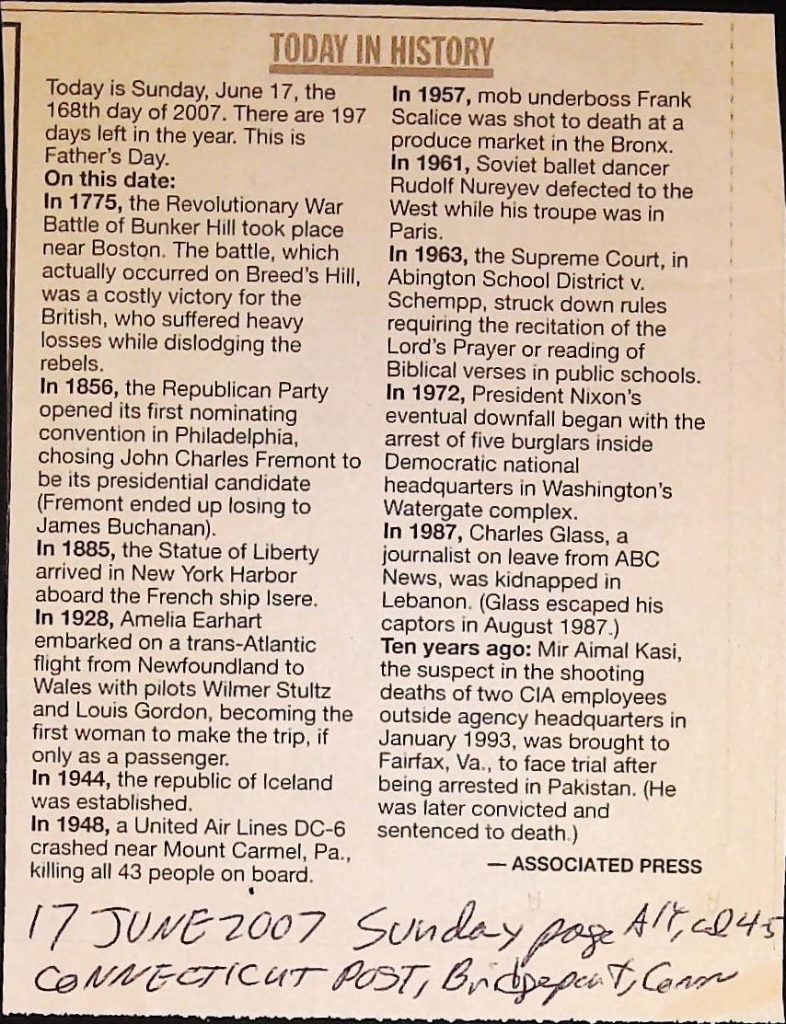 TODAY IN HISTORY
Today is Sunday, June 17, the
168th day of 2007. There are 197
days left in the year. This is
Father's Day.
On this date:
In 1775, the Revolutionary War
Battle of Bunker Hill took place
near Boston. The battle, which
actually occurred on Breed's Hill,
was a costly victory for the
British, who suffered heavy
losses while dislodging the
rebels.
In 1856, the Republican Party
opened its first nominating
convention in Philadelphia,
chosing John Charles Fremont to
be its presidential candidate
(Fremont ended up losing to
James Buchanan).
In 1885, the Statue of Liberty
arrived in New York Harbor
aboard the French ship Isere.
In 1928, Amelia Earhart
embarked on a trans-Atlantic
flight from Newfoundland to
Wales with pilots Wilmer Stultz
and Louis Gordon, becoming the
first woman to make the trip, if
only as a passenger.
In 1944, the republic of Iceland
was established.
In 1948, a United Air Lines DC-6
crashed near Mount Carmel, Pa.,
killing all 43 people on board.
In 1957, mob underboss Frank
Scalice was shot to death at a
produce market in the Bronx.
In 1961, Soviet ballet dancer
Rudolf Nureyev defected to the
West while his troupe was in
Paris.
In 1963, the Supreme Court, in
Abington School District v.
Schempp, struck down rules
requiring the recitation of the
Lord's Prayer or reading of
Biblical verses in public schools.
In 1972, President Nixon's
eventual downfall began with the
arrest of five burglars inside
Democratic national
headquarters in Washington's
Watergate complex.
In 1987, Charles Glass, a
journalist on leave from ABC
News, was kidnapped in
Lebanon. (Glass escaped his
captors in August 1987.)
Ten years ago: Mir Aimal Kasi,
the suspect in the shooting
deaths of two CIA employees
outside agency headquarters in
January 1993, was brought to
Fairfax, Va., to face trial after
being arrested in Pakistan. (He
was later convicted and
sentenced to death.)
— ASSOCIATED PRESS
17 JUNE 2007 Sunday page
CONNECTICUT POST, Bridgeport, Conn